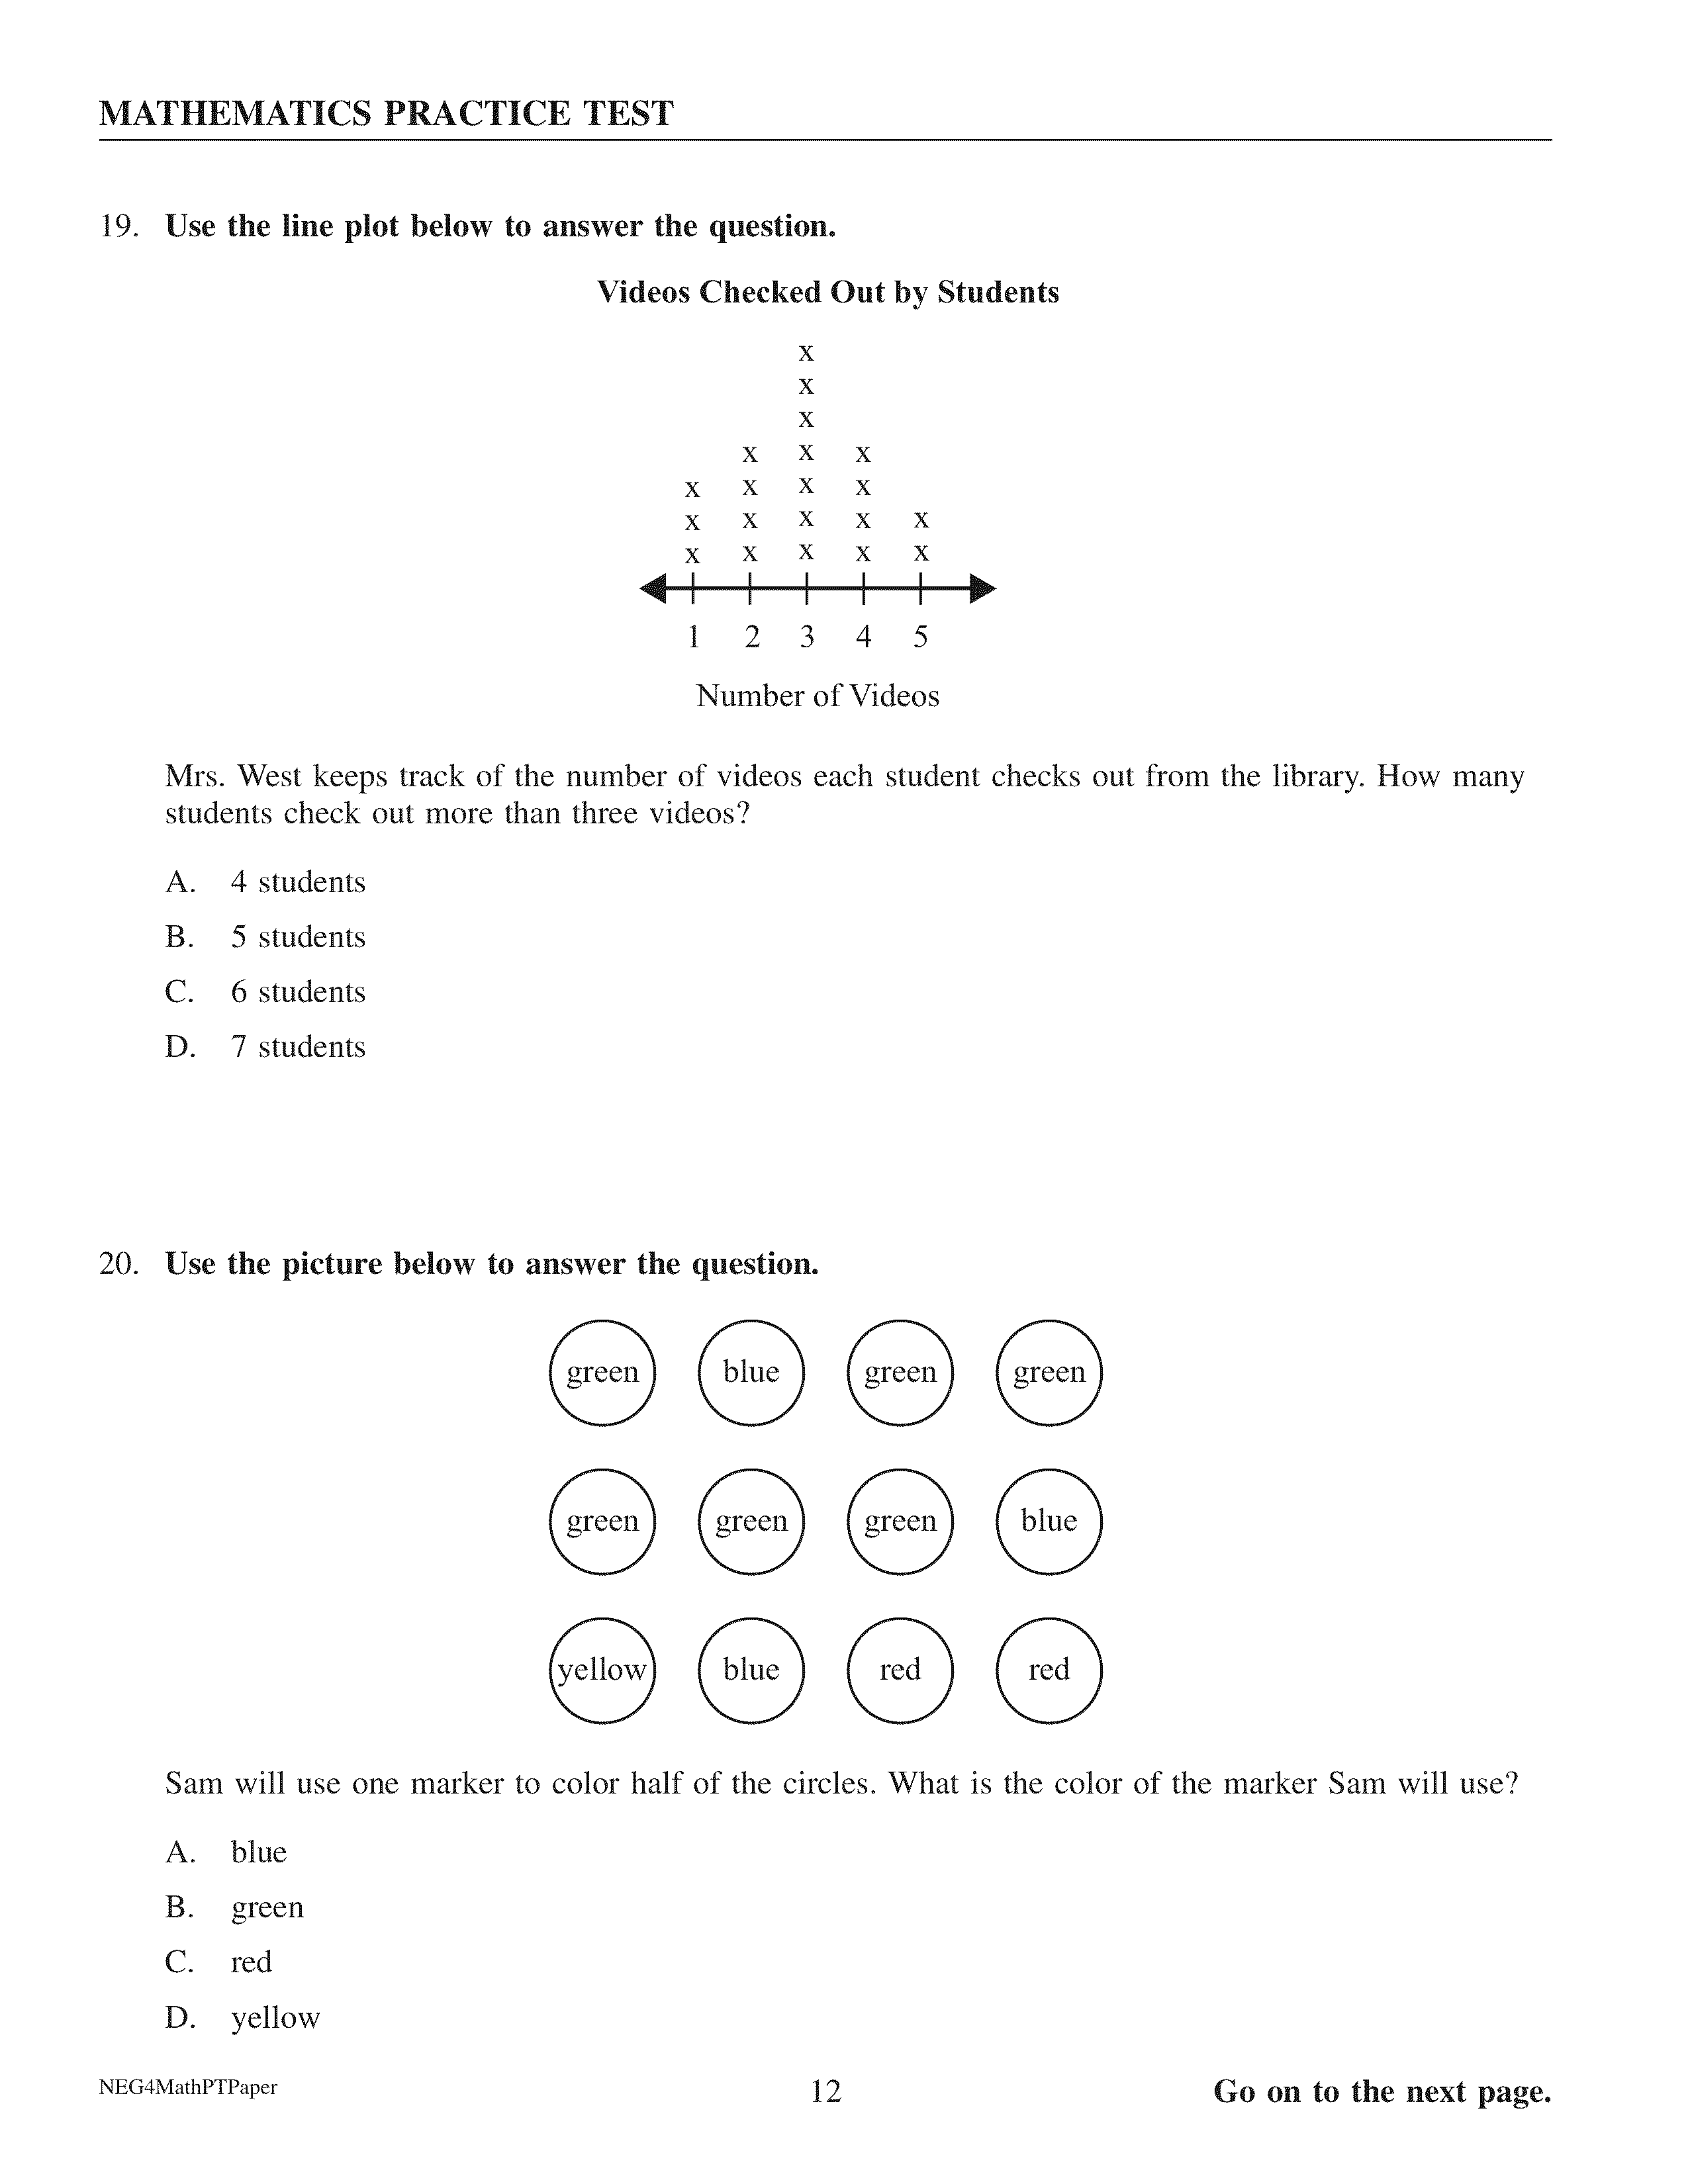 MATHEMATICS PRACTICE TEST
19. Use the line plot below to answer the question.
Videos Checked Out by Students
x
x
x
x x x
x x x x
x x x x x
x x x x x
1 2 3 4 5
Number of Videos
Mrs. West keeps track of the number of videos each student checks out from the library. How many
students check out more than three videos?
A. 4 students
B. 5 students
C. 6 students
D. 7 students
20. Use the picture below to answer the question.
green blue green green
green green green blue
yellow blue red red
Sam will use one marker to color half of the circles. What is the color of the marker Sam will use?
A. blue
B. green
C. red
D. yellow
NEG4MathPTPaper 12 Go on to the next page.